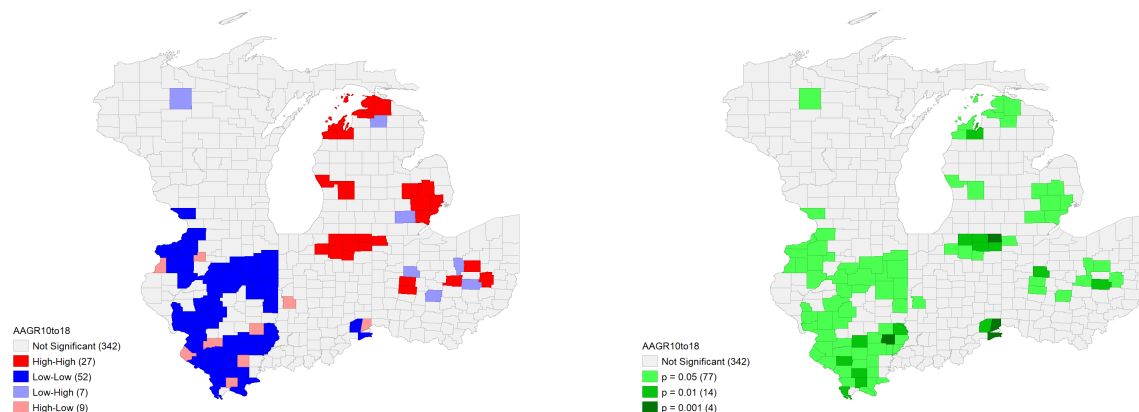 AAGR10to18
Not Significant (342)
High-High (27)
Low-Low (52)
Low-High (7)
High-Low (9)
AAGR10to18
Not Significant (342)
p = 0.05 (77)
p = 0.01 (14)
p = 0.001 (4)